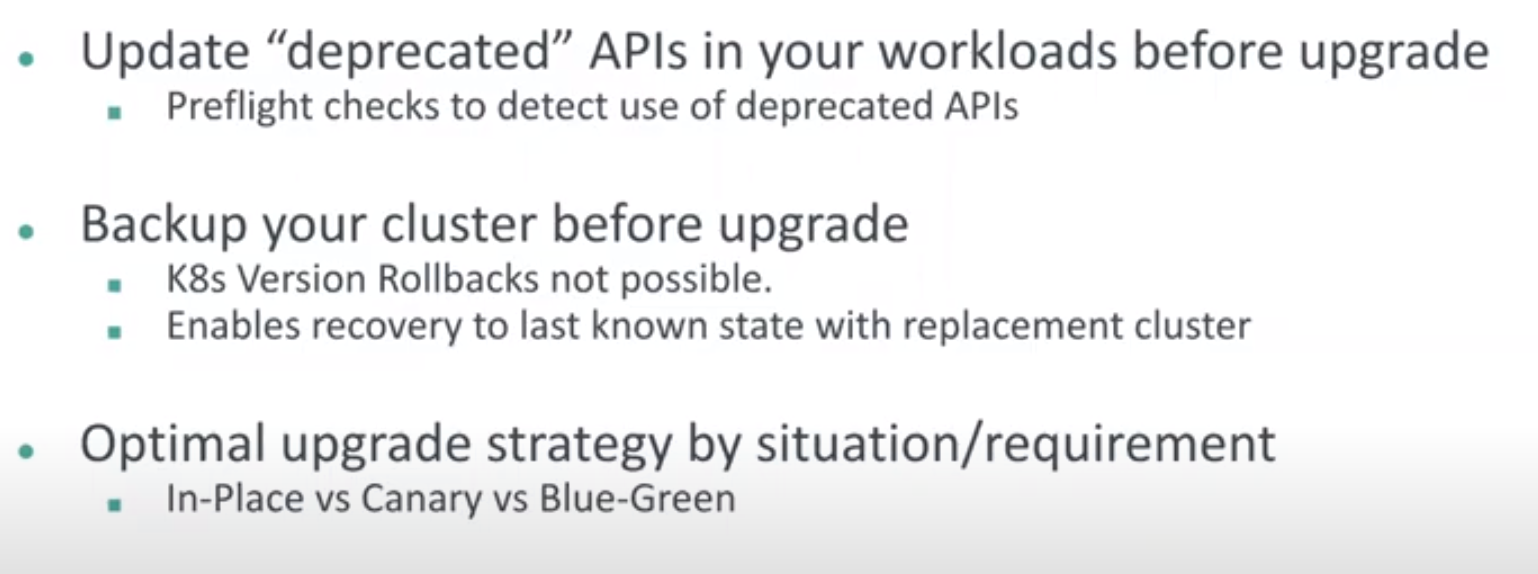 • Update “deprecated” APIs in your workloads before upgrade
▪ Preflight checks to detect use of deprecated APIs
• Backup your cluster before upgrade
▪ K8s Version Rollbacks not possible.
▪ Enables recovery to last known state with replacement cluster
• Optimal upgrade strategy by situation/requirement
▪ In-Place vs Canary vs Blue-Green